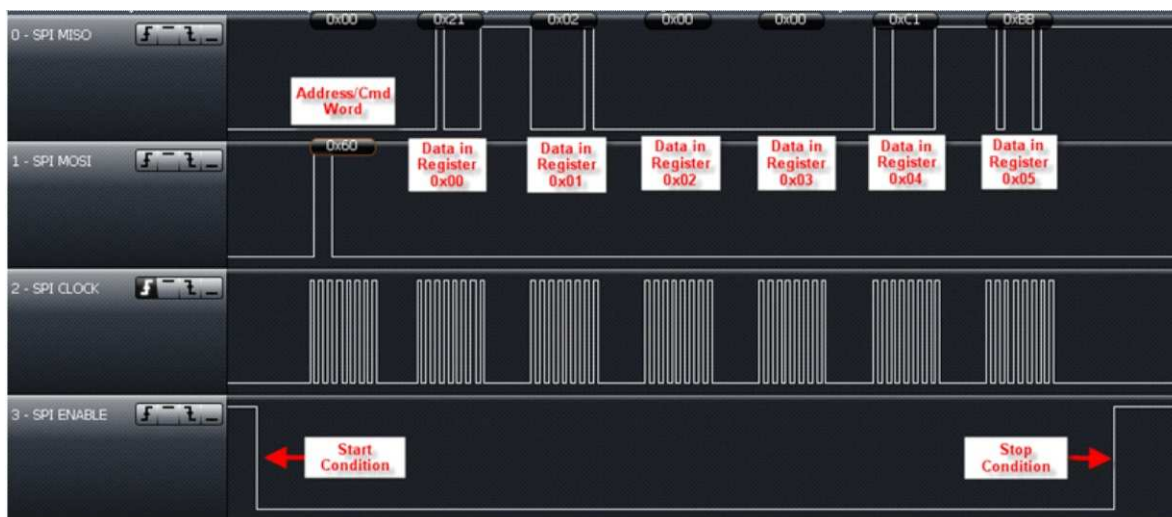 0x00 0x21 0x02 0x00 0x00 0xC1 0xBB
0 - SPI MISO
Address/Cmd
Word
0x60
1 - SPI MOSI
Data in
Register
0x00
Data in
Register
0x01
Data in
Register
0x02
Data in
Register
0x03
Data in
Register
0x04
Data in
Register
0x05
2 - SPI CLOCK
3 - SPI ENABLE
Start
Condition
Stop
Condition